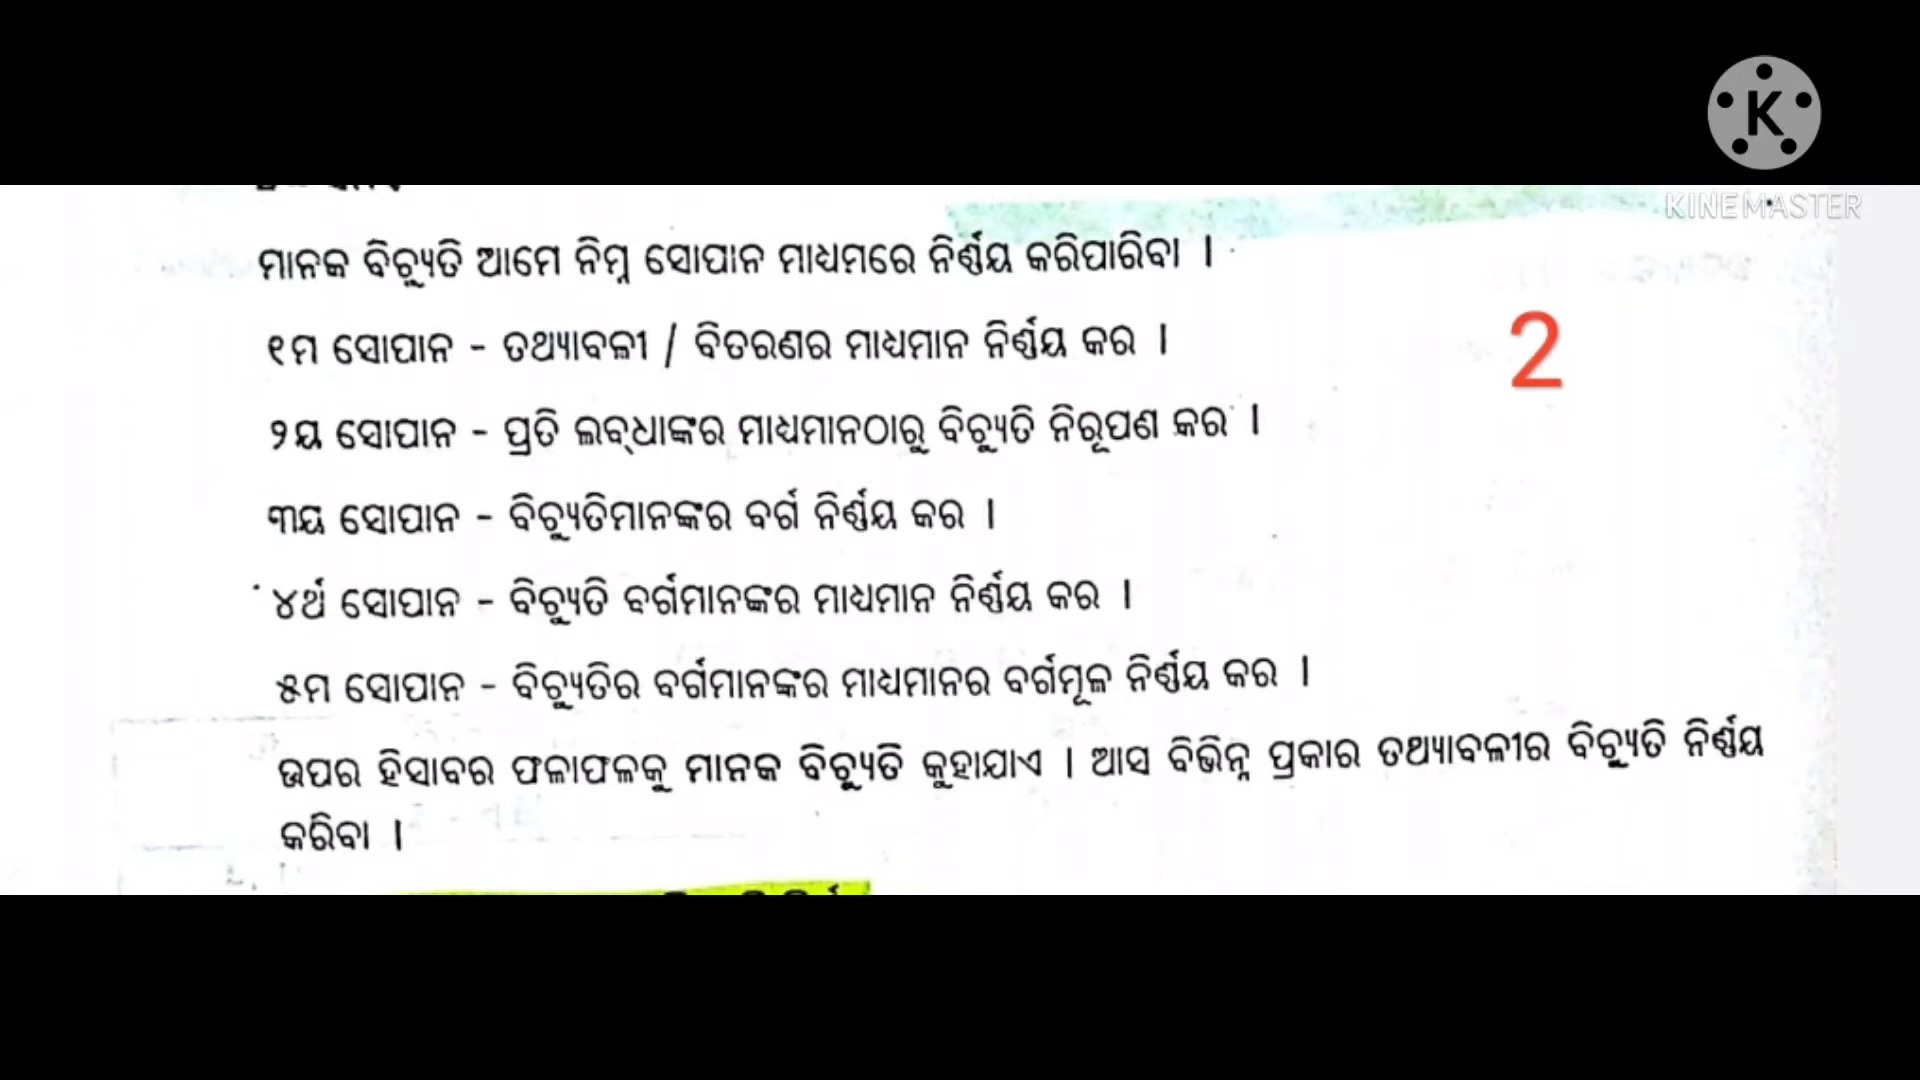 K
KINEMASTER
ମାନକ ବିଚ୍ୟୁତି ଆମେ ନିମ୍ନ ସୋପାନ ମାଧ୍ୟମରେ ନିର୍ଣ୍ଣୟ କରିପାରିବା ।
୧ମ ସୋପାନ - ତଥ୍ୟାବଳୀ / ବିତରଣର ମାଧ୍ୟମାନ ନିର୍ଣ୍ଣୟ କର ।
2
୨ୟ ସୋପାନ - ପ୍ରତି ଲବ୍ଧାଙ୍କର ମାଧ୍ୟମାନଠାରୁ ବିଚ୍ୟୁତି ନିରୂପଣ କର ।
୩ୟ ସୋପାନ - ବିଚ୍ୟୁତିମାନଙ୍କର ବର୍ଗ ନିର୍ଣ୍ଣୟ କର ।
୪ର୍ଥ ସୋପାନ - ବିଚ୍ୟୁତି ବର୍ଗମାନଙ୍କର ମାଧ୍ୟମାନ ନିର୍ଣ୍ଣୟ କର ।
୫ମ ସୋପାନ - ବିଚ୍ୟୁତିର ବର୍ଗମାନଙ୍କର ମାଧ୍ୟମାନର ବର୍ଗମୂଳ ନିର୍ଣ୍ଣୟ କର ।
ଉପର ହିସାବର ଫଳାଫଳକୁ ମାନକ ବିଚ୍ୟୁତି କୁହାଯାଏ । ଆସ ବିଭିନ୍ନ ପ୍ରକାର ତଥ୍ୟାବଳୀର ବିଚ୍ୟୁତି ନିର୍ଣ୍ଣୟ
କରିବା ।